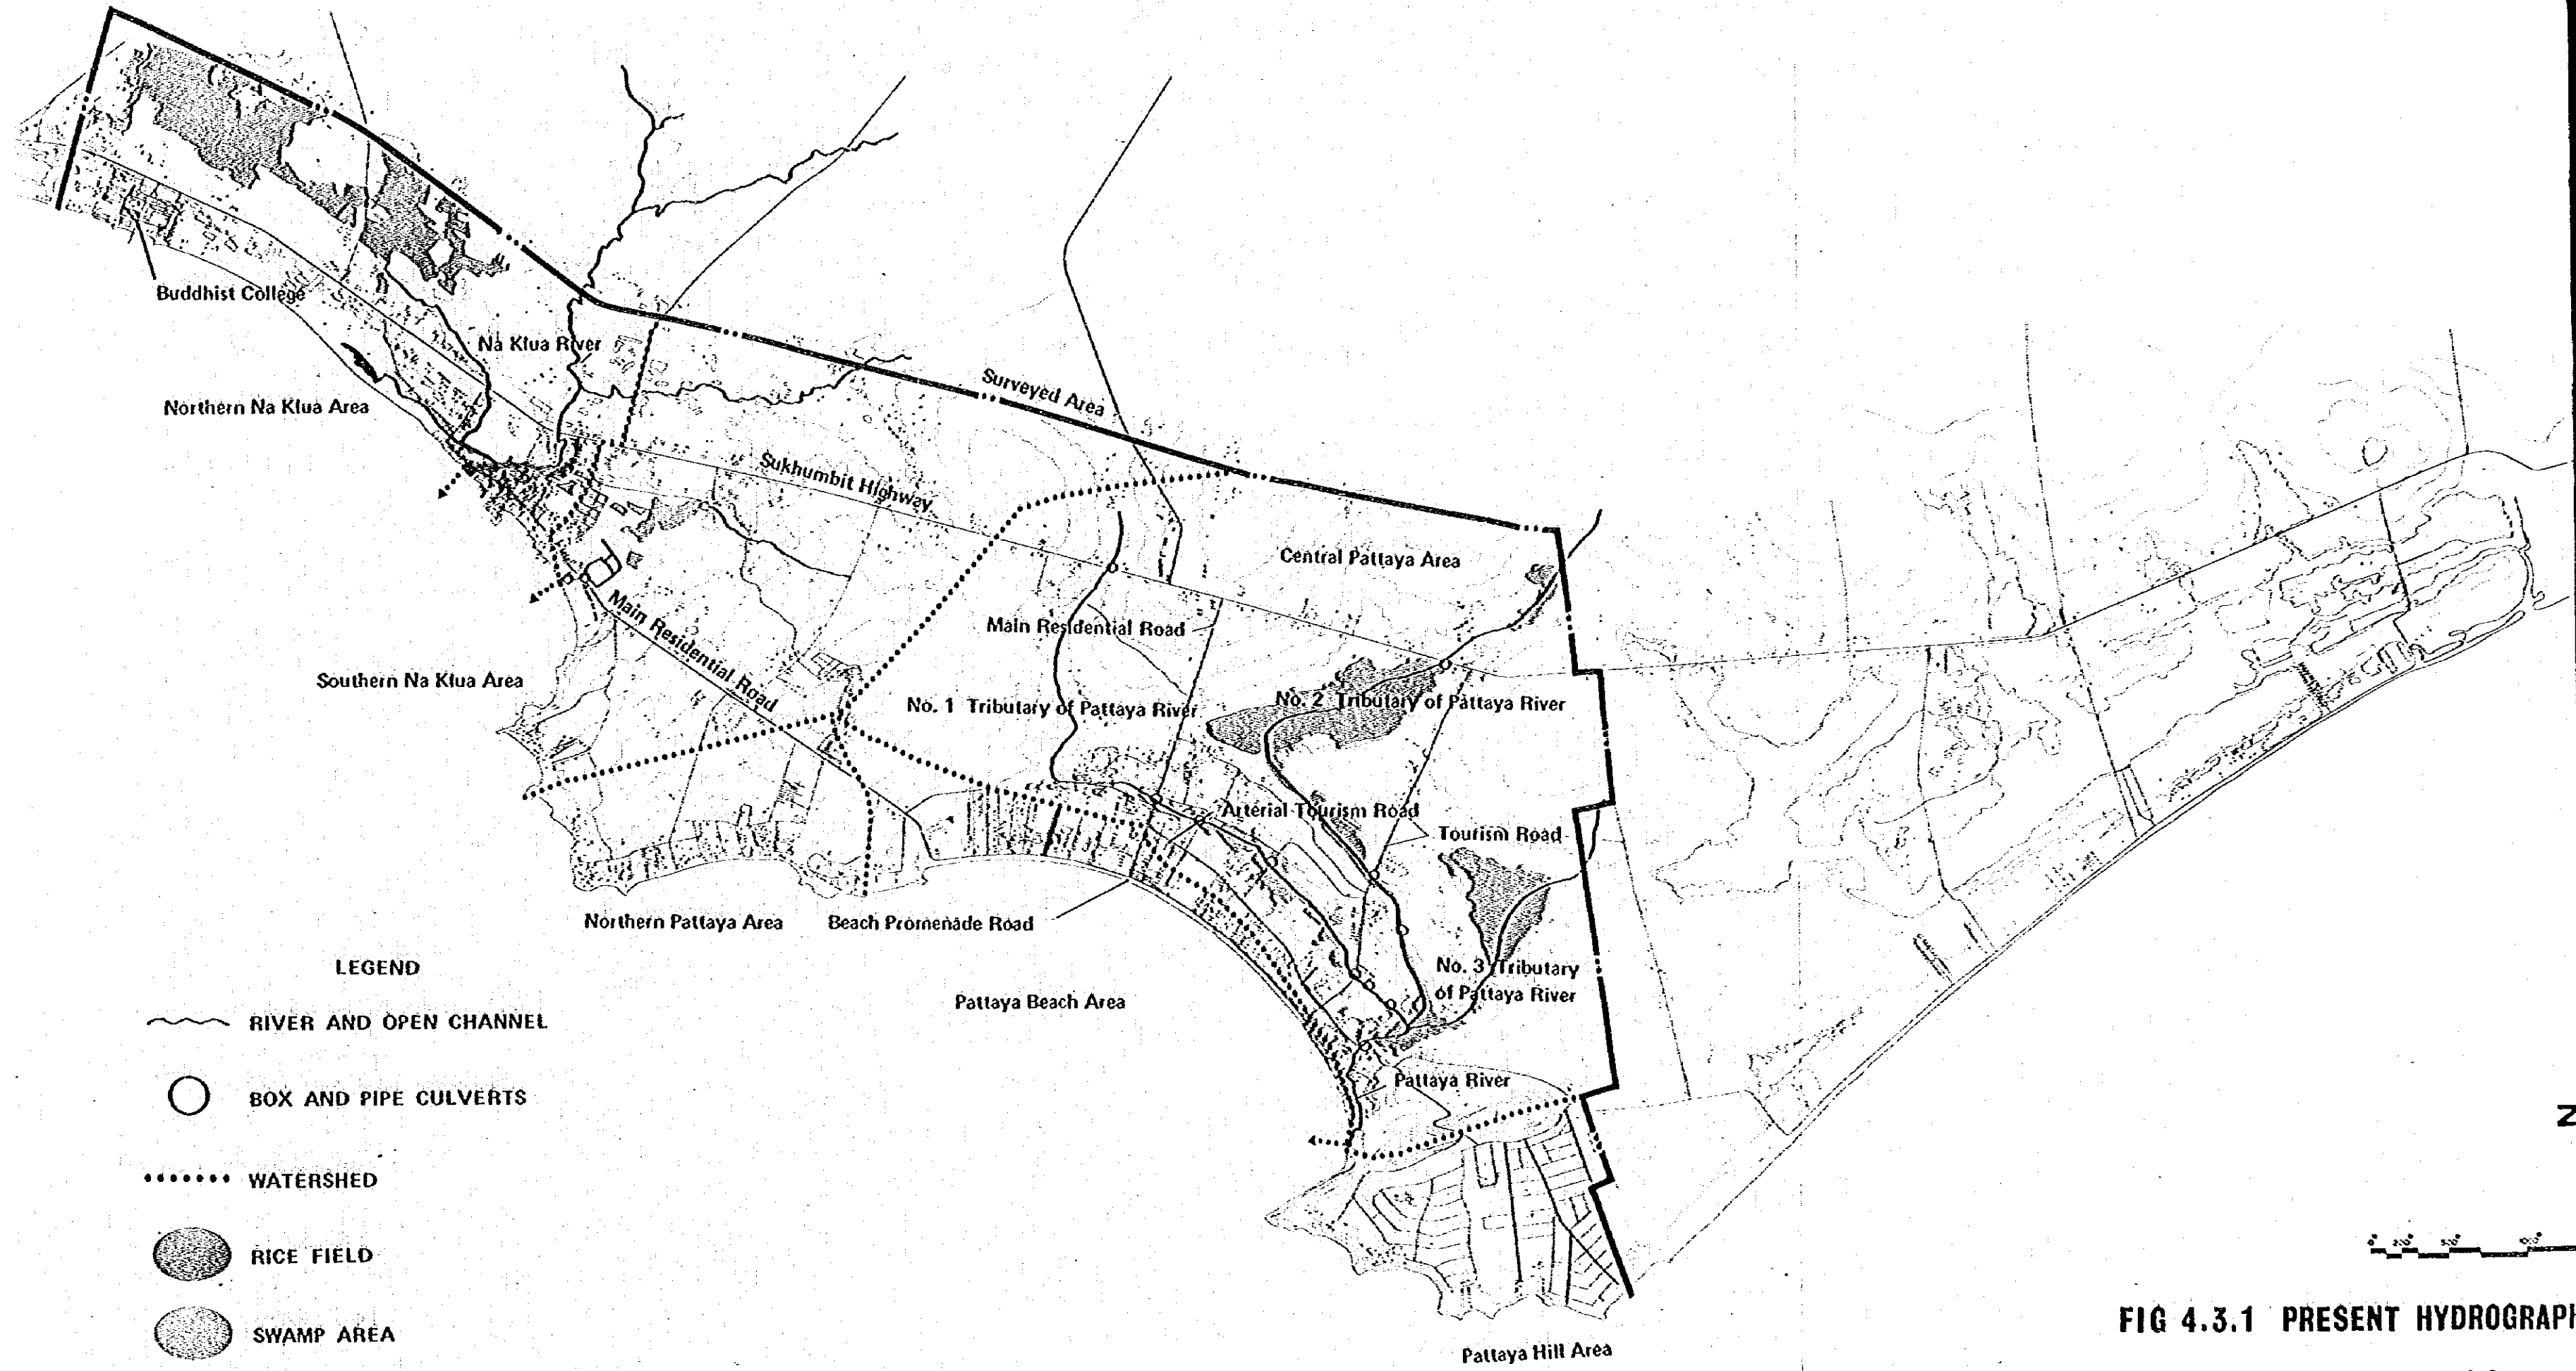 Buddhist College
Na Klua River
Northern Na Klua Area
Surveyed Area
Sukhumbit Highway
Central Pattaya Area
Main Residential Road
Main Residential Road
Southern Na Klua Area
No. 1 Tributary of Pattaya River
No. 2 Tributary of Pattaya River
Arterial Tourism Road
Tourism Road
Northern Pattaya Area
Beach Promenade Road
No. 3 Tributary
of Pattaya River
Pattaya Beach Area
Pattaya River
Pattaya Hill Area
LEGEND
RIVER AND OPEN CHANNEL
BOX AND PIPE CULVERTS
WATERSHED
RICE FIELD
SWAMP AREA
FIG 4.3.1 PRESENT HYDROGRAPH